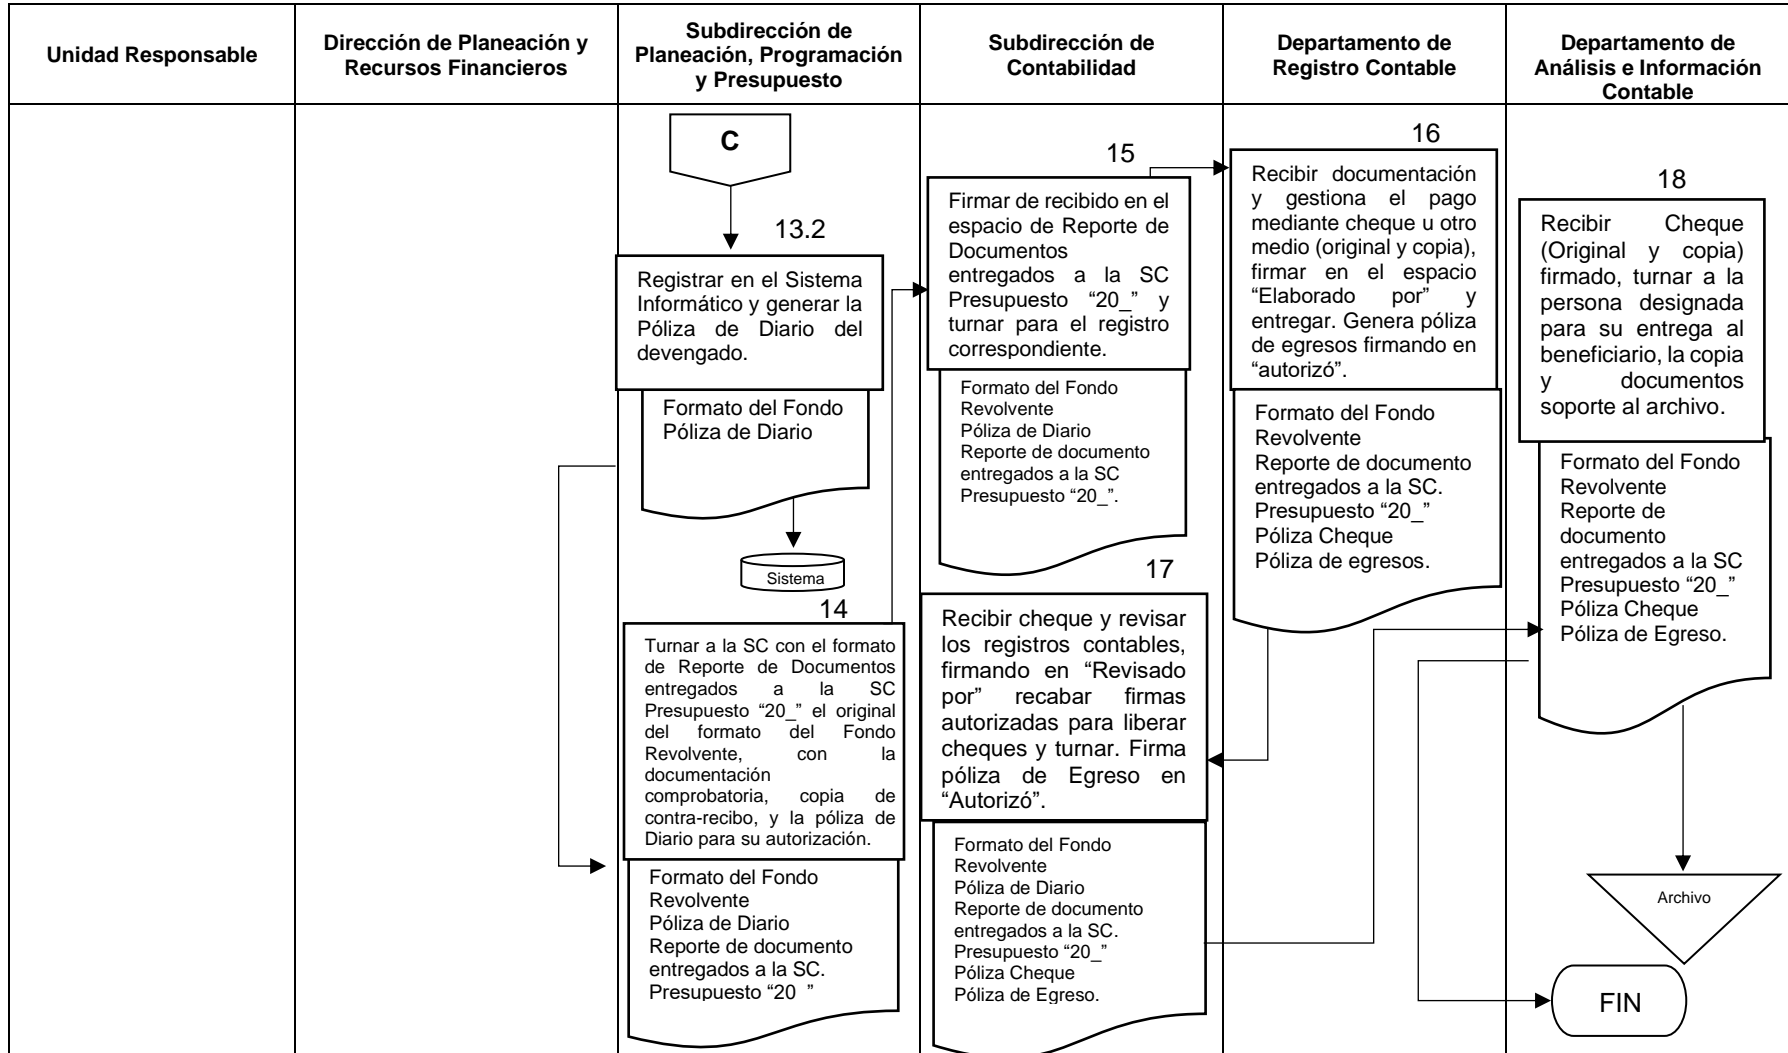 Unidad Responsable
Dirección de Planeación y
Recursos Financieros
Subdirección de
Planeación, Programación
y Presupuesto
Subdirección de
Contabilidad
Departamento de
Registro Contable
Departamento de
Análisis e Información
Contable
C
13.2
Registrar en el Sistema
Informático y generar la
Póliza de Diario del
devengado.
Formato del Fondo
Póliza de Diario
Sistema
14
Turnar a la SC con el formato
de Reporte de Documentos
entregados a la SC
Presupuesto “20_” el original
del formato del Fondo
Revolvente, con la
documentación
comprobatoria, copia de
contra-recibo, y la póliza de
Diario para su autorización.
Formato del Fondo
Revolvente
Póliza de Diario
Reporte de documento
entregados a la SC.
Presupuesto “20_”
15
Firmar de recibido en el
espacio de Reporte de
Documentos
entregados a la SC
Presupuesto “20_” y
turnar para el registro
correspondiente.
Formato del Fondo
Revolvente
Póliza de Diario
Reporte de documento
entregados a la SC
Presupuesto “20_”.
16
Recibir documentación
y gestiona el pago
mediante cheque u otro
medio (original y copia),
firmar en el espacio
“Elaborado por” y
entregar. Genera póliza
de egresos firmando en
“autorizó”.
Formato del Fondo
Revolvente
Reporte de documento
entregados a la SC.
Presupuesto “20_”
Póliza Cheque
Póliza de egresos.
17
Recibir cheque y revisar
los registros contables,
firmando en “Revisado
por” recabar firmas
autorizadas para liberar
cheques y turnar. Firma
póliza de Egreso en
“Autorizó”.
Formato del Fondo
Revolvente
Póliza de Diario
Reporte de documento
entregados a la SC.
Presupuesto “20_”
Póliza Cheque
Póliza de Egreso.
18
Recibir Cheque
(Original y copia)
firmado, turnar a la
persona designada
para su entrega al
beneficiario, la copia
y documentos
soporte al archivo.
Formato del Fondo
Revolvente
Reporte de
documento
entregados a la SC
Presupuesto “20_”
Póliza Cheque
Póliza de Egreso.
Archivo
FIN